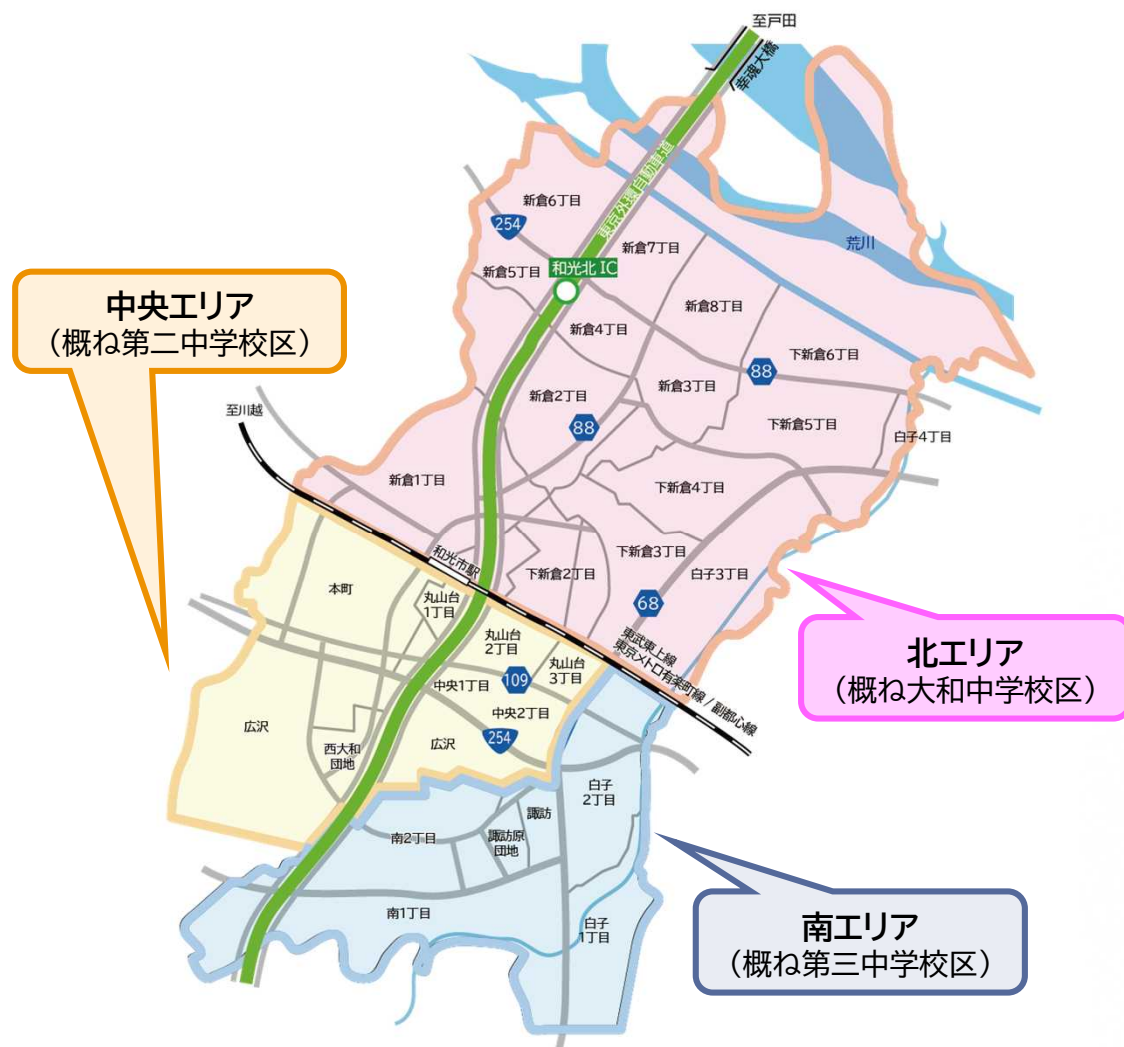 至戸田
幸魂大橋
東京外環自動車道
新倉6丁目
254
新倉7丁目
荒川
新倉5丁目
和光北 IC
中央エリア
（概ね第二中学校区）
新倉8丁目
新倉4丁目
下新倉6丁目
88
新倉3丁目
新倉2丁目
88
下新倉5丁目
至川越
白子4丁目
新倉1丁目
下新倉4丁目
和光市駅
下新倉3丁目
下新倉2丁目
白子3丁目
本町
丸山台
1丁目
68
丸山台
2丁目
東武東上線
東京メトロ有楽町線 / 副都心線
北エリア
（概ね大和中学校区）
丸山台
3丁目
中央1丁目
109
中央2丁目
広沢
広沢
254
西大和
団地
白子
2丁目
諏訪
南2丁目
諏訪原
団地
南1丁目
白子
1丁目
南エリア
（概ね第三中学校区）